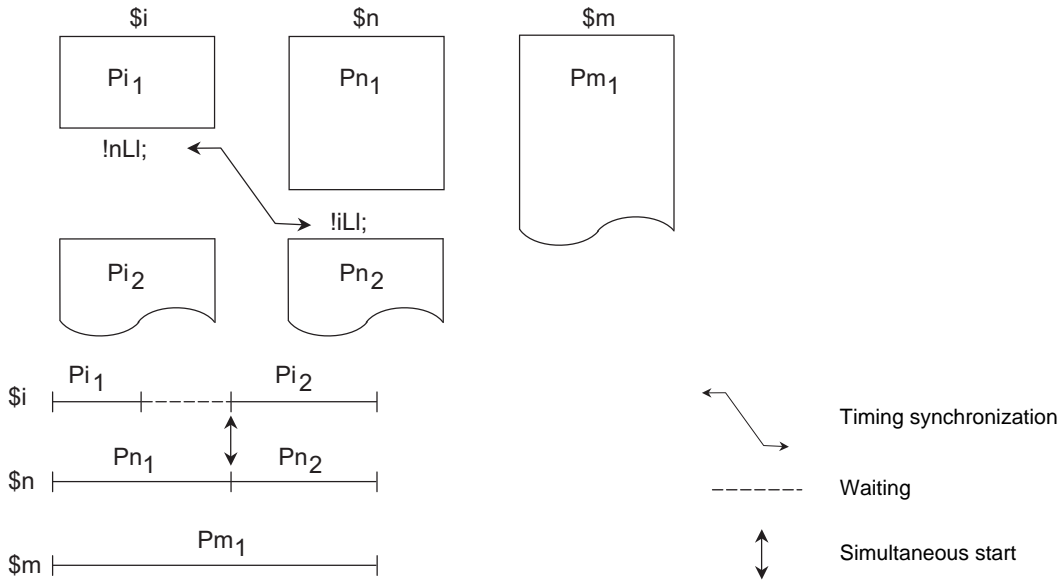 $i $n $m
Pi1 Pn1 Pm1
!nLl;
!iLl;
Pi2 Pn2
Pi1 Pi2
$i
Pn1 Pn2
$n
Pm1
$m
Timing synchronization
Waiting
Simultaneous start